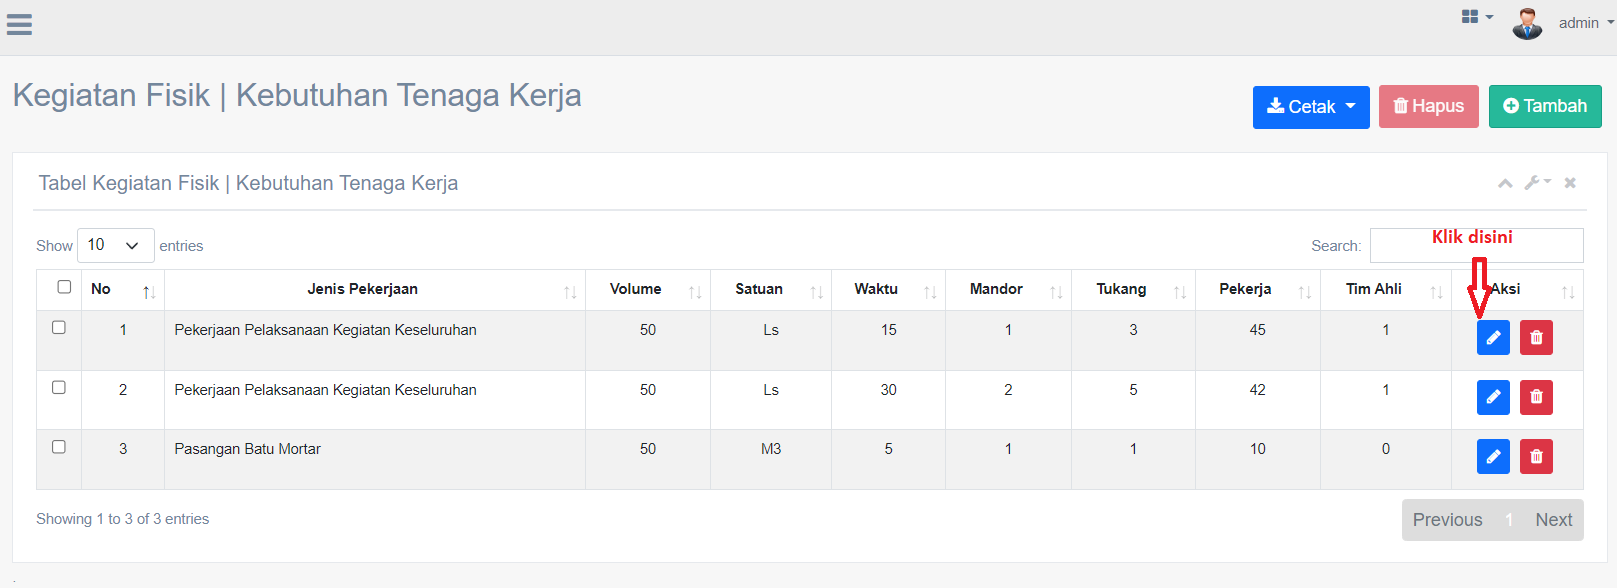 admin
Kegiatan Fisik | Kebutuhan Tenaga Kerja
Cetak Hapus Tambah
Tabel Kegiatan Fisik | Kebutuhan Tenaga Kerja
Show 10 entries Search: Klik disini
No Jenis Pekerjaan Volume Satuan Waktu Mandor Tukang Pekerja Tim Ahli Aksi
1 Pekerjaan Pelaksanaan Kegiatan Keseluruhan 50 Ls 15 1 3 45 1
2 Pekerjaan Pelaksanaan Kegiatan Keseluruhan 50 Ls 30 2 5 42 1
3 Pasangan Batu Mortar 50 M3 5 1 1 10 0
Showing 1 to 3 of 3 entries Previous 1 Next